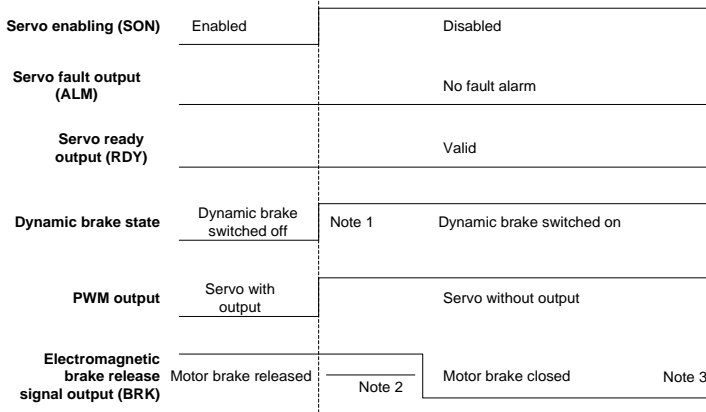 Servo enabling (SON)
Enabled
Disabled
Servo fault output
(ALM)
No fault alarm
Servo ready
output (RDY)
Valid
Dynamic brake state
Dynamic brake
switched off
Note 1
Dynamic brake switched on
PWM output
Servo with
output
Servo without output
Electromagnetic
brake release
signal output (BRK)
Motor brake released
Note 2
Motor brake closed
Note 3